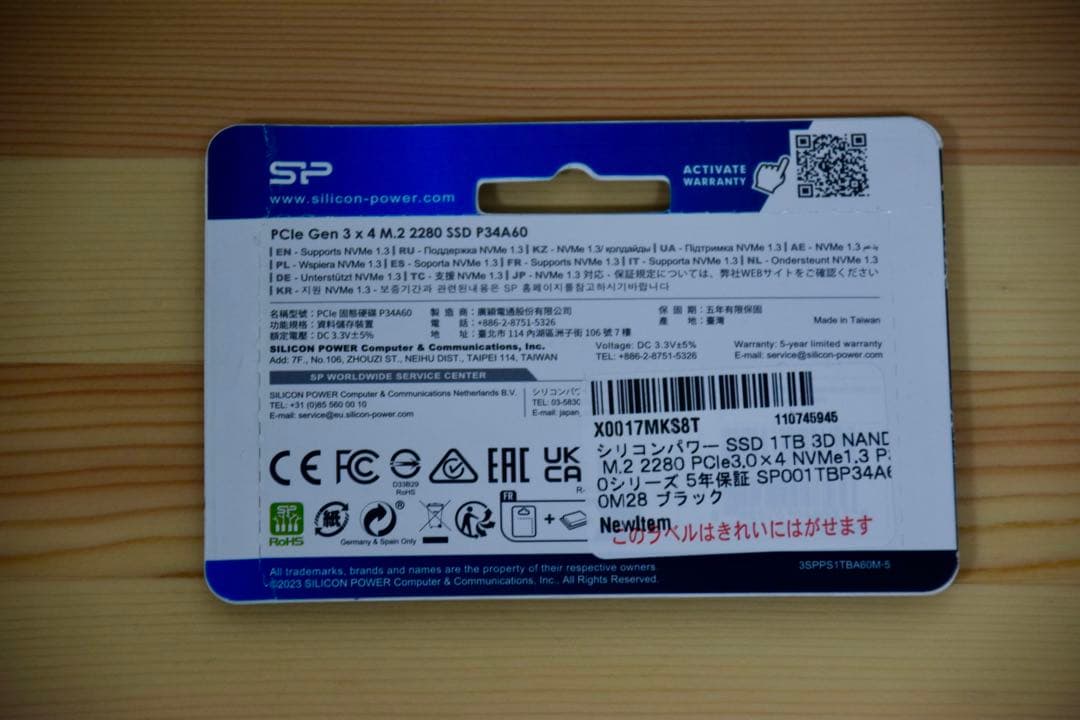 SP
www.silicon-power.com
ACTIVATE
WARRANTY
PCIe Gen 3 x 4 M.2 2280 SSD P34A60
| EN - Supports NVMe 1.3 | RU - Поддержка NVMe 1.3 | KZ - NVMe 1.3/ қолдайды | UA - Підтримка NVMe 1.3 | AE - NVMe 1.3
| PL - Wspiera NVMe 1.3 | ES - Soporta NVMe 1.3 | FR - Supports NVMe 1.3 | IT - Supporta NVMe 1.3 | NL - Ondersteunt NVMe 1.3
| DE - Unterstützt NVMe 1.3 | TC - 支援 NVMe 1.3 | JP - NVMe 1.3 対応 - 保証規定については、弊社WEBサイトをご確認ください
| KR - 지원 NVMe 1.3 - 보증기간과 관련된내용은 SP 홈페이지를참고하시기바랍니다
名稱型號：PCIe 固態硬碟 P34A60
製 造 商：廣穎電通股份有限公司
保 固 期：五年有限保固
功能規格：資料儲存裝置
電 話：+886-2-8751-5326
產 地：臺灣
Made in Taiwan
額定電壓：DC 3.3V±5%
地 址：臺北市 114 內湖區洲子街 106 號 7 樓
SILICON POWER Computer & Communications, Inc.
Voltage: DC 3.3V±5%
Warranty: 5-year limited warranty
Add: 7F., No.106, ZHOUZI ST., NEIHU DIST., TAIPEI 114, TAIWAN
TEL: +886-2-8751-5326
E-mail: service@silicon-power.com
SP WORLDWIDE SERVICE CENTER
SILICON POWER Computer & Communications Netherlands B.V.
TEL: +31 (0)85 560 00 10
E-mail: service@eu.silicon-power.com
シリコンパワ
TEL: 03-5830
E-mail: japan
X0017MKS8T
110745945
シリコンパワー SSD 1TB 3D NAND
M.2 2280 PCIe3.0×4 NVMe1.3 P3
0シリーズ 5年保証 SP001TBP34A6
0M28 ブラック
NewItem
このラベルはきれいにはがせます
CE FC
D33B29
RoHS
EAC UK
CA
R-
SP
RoHS
紙
®
Germany & Spain Only
FR
+
All trademarks, brands and names are the property of their respective owners.
©2023 SILICON POWER Computer & Communications, Inc., All Rights Reserved.
3SPPS1TBA60M-5